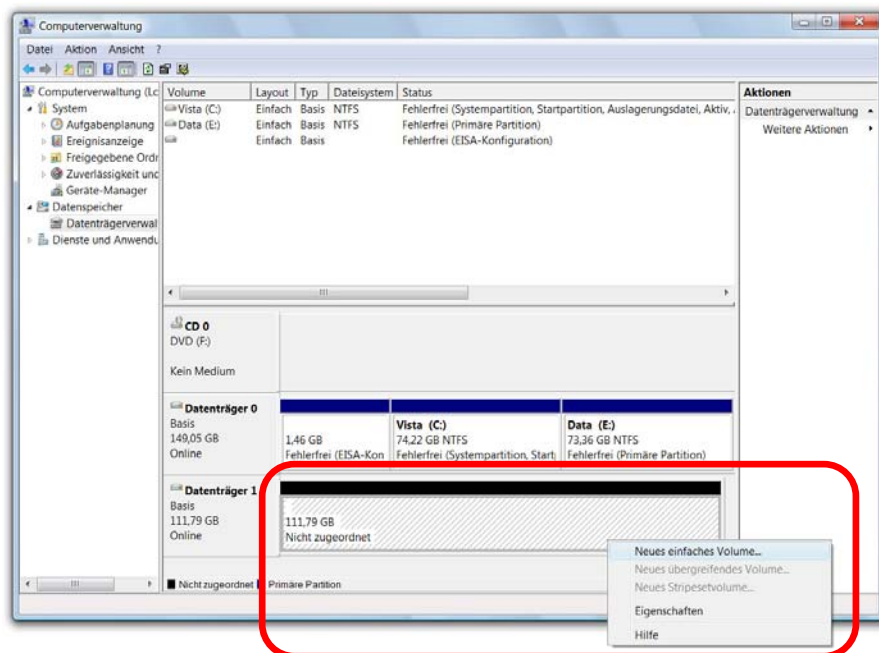 Computerverwaltung
Datei Aktion Ansicht ?
Computerverwaltung (Lc
System
Aufgabenplanung
Ereignisanzeige
Freigegebene Ordr
Zuverlässigkeit und
Geräte-Manager
Datenspeicher
Datenträgerverwal
Dienste und Anwendu
Volume Layout Typ Dateisystem Status
Vista (C:) Einfach Basis NTFS Fehlerfrei (Systempartition, Startpartition, Auslagerungsdatei, Aktiv,
Data (E:) Einfach Basis NTFS Fehlerfrei (Primäre Partition)
Einfach Basis Fehlerfrei (EISA-Konfiguration)
Aktionen
Datenträgerverwaltung
Weitere Aktionen
CD 0
DVD (F:)
Kein Medium
Datenträger 0
Basis
149,05 GB
Online
1,46 GB
Fehlerfrei (EISA-Kon
Vista (C:)
74,22 GB NTFS
Fehlerfrei (Systempartition, Start
Data (E:)
73,36 GB NTFS
Fehlerfrei (Primäre Partition)
Datenträger 1
Basis
111,79 GB
Online
111,79 GB
Nicht zugeordnet
Nicht zugeordnet Primäre Partition
Neues einfaches Volume...
Neues übergreifendes Volume...
Neues Stripesetvolume...
Eigenschaften
Hilfe